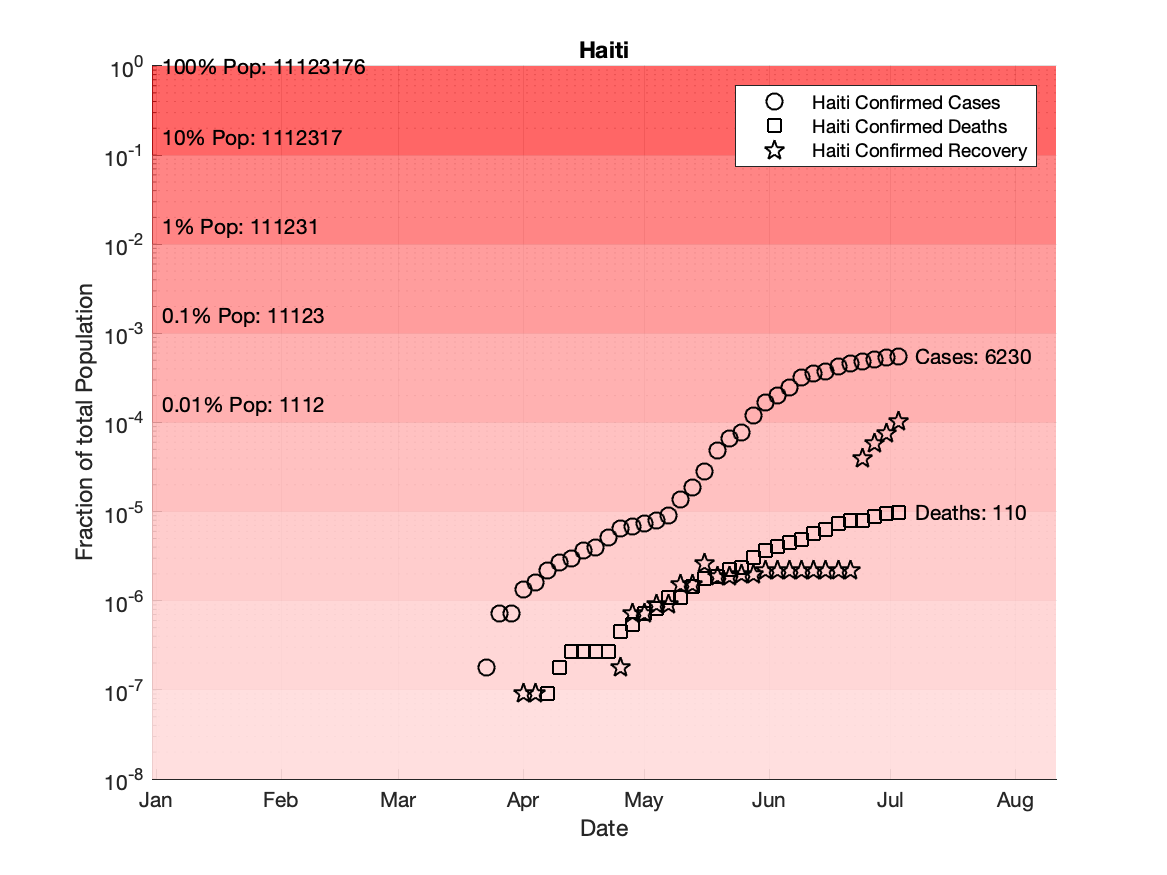 Haiti
10^0
100% Pop: 11123176
Haiti Confirmed Cases
Haiti Confirmed Deaths
Haiti Confirmed Recovery
10% Pop: 1112317
10^-1
1% Pop: 111231
10^-2
0.1% Pop: 11123
10^-3
Cases: 6230
0.01% Pop: 1112
10^-4
10^-5
Deaths: 110
10^-6
10^-7
10^-8
Fraction of total Population
Jan Feb Mar Apr May Jun Jul Aug
Date